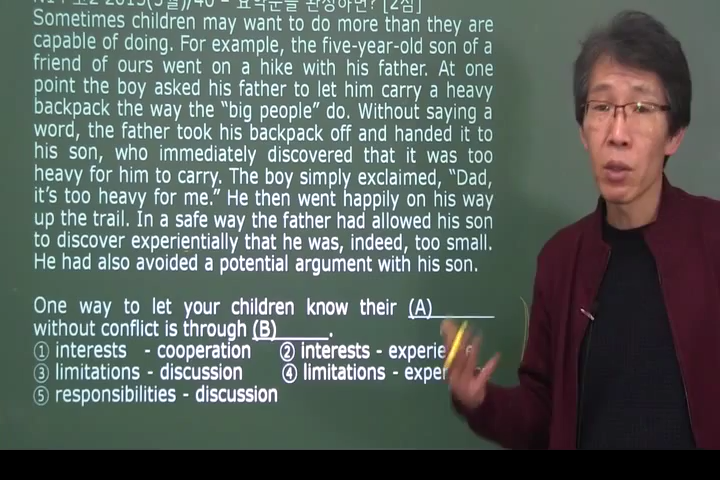 Sometimes children may want to do more than they are
capable of doing. For example, the five-year-old son of a
friend of ours went on a hike with his father. At one
point the boy asked his father to let him carry a heavy
backpack the way the “big people” do. Without saying a
word, the father took his backpack off and handed it to
his son, who immediately discovered that it was too
heavy for him to carry. The boy simply exclaimed, “Dad,
it’s too heavy for me.” He then went happily on his way
up the trail. In a safe way the father had allowed his son
to discover experientially that he was, indeed, too small.
He had also avoided a potential argument with his son.
One way to let your children know their (A)______
without conflict is through (B)______.
① interests - cooperation ② interests -
③ limitations - discussion ④ limitations -
⑤ responsibilities - discussion